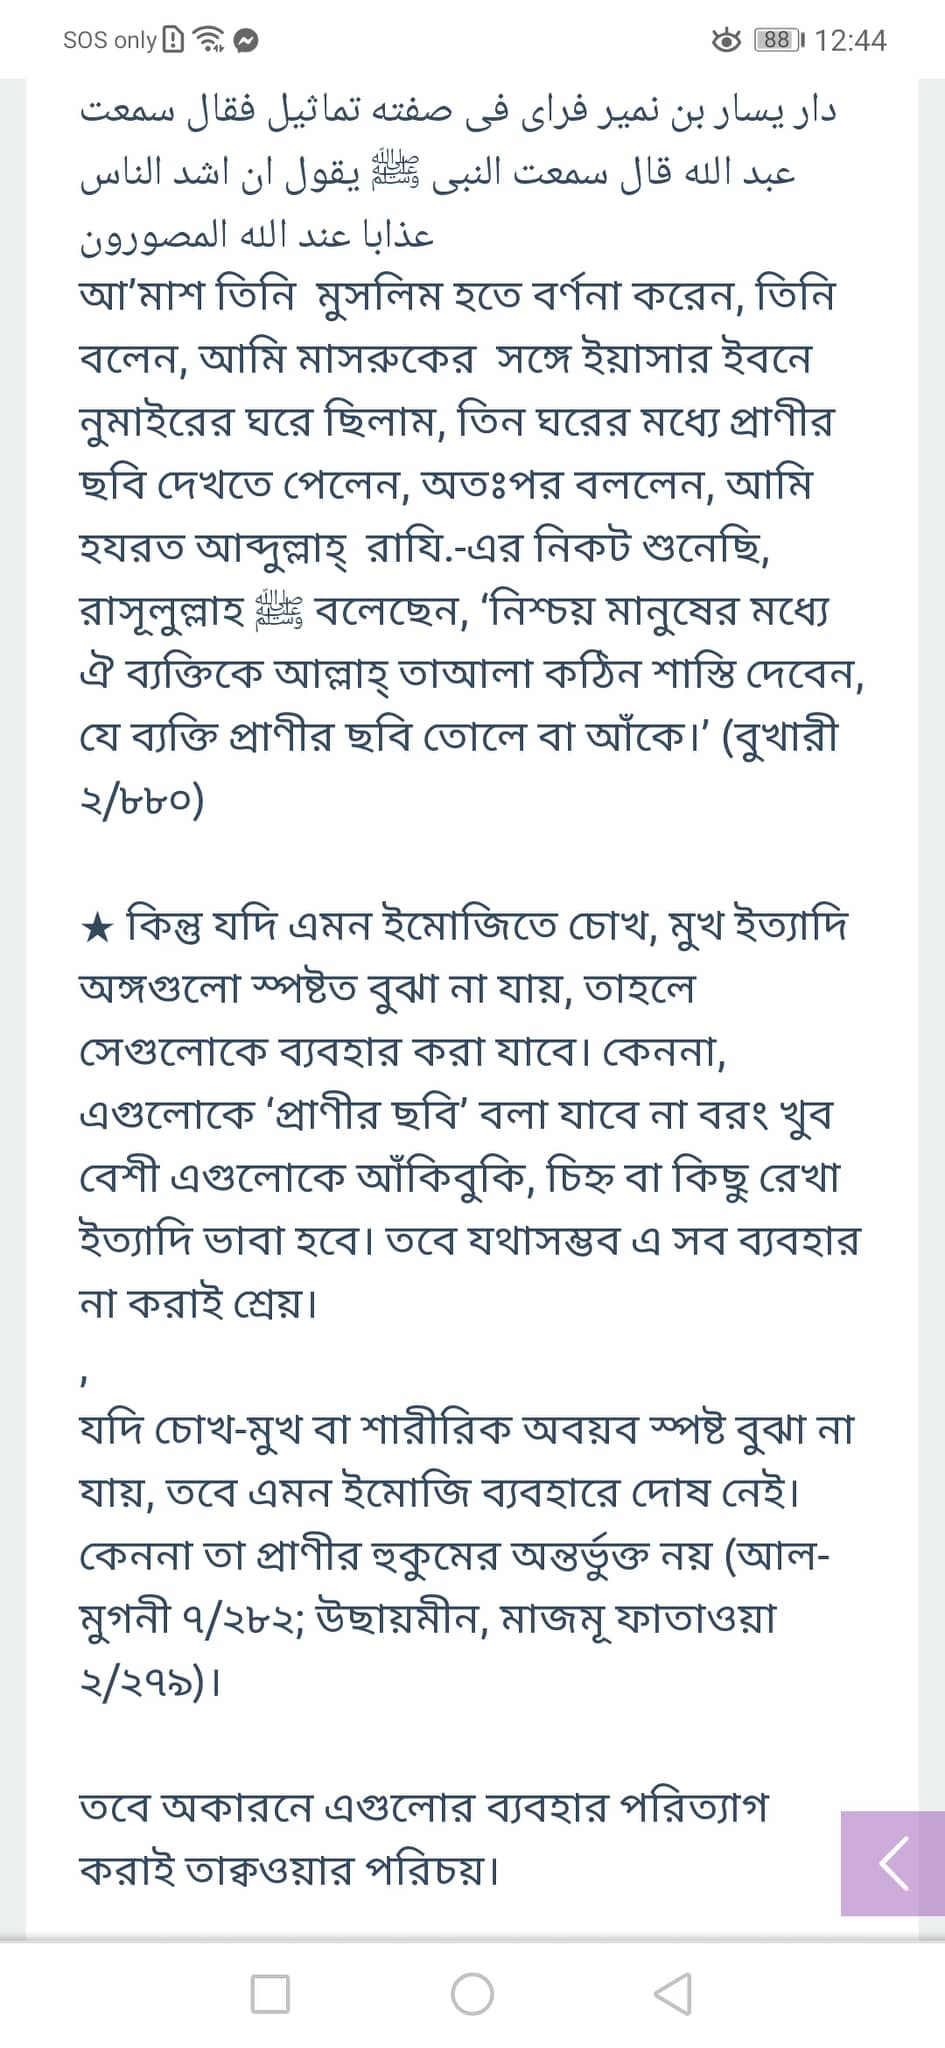 SOS only 88 12:44
دار يسار بن نمير فراى فى صفته تماثيل فقال سمعت
عبد الله قال سمعت النبى ﷺ يقول ان اشد الناس
عذابا عند الله المصورون
আ’মাশ তিনি মুসলিম হতে বর্ণনা করেন, তিনি
বলেন, আমি মাসরুকের সঙ্গে ইয়াসার ইবনে
নুমাইরের ঘরে ছিলাম, তিন ঘরের মধ্যে প্রাণীর
ছবি দেখতে পেলেন, অতঃপর বললেন, আমি
হযরত আব্দুল্লাহ্ রাযি.-এর নিকট শুনেছি,
রাসূলুল্লাহ ﷺ বলেছেন, ‘নিশ্চয় মানুষের মধ্যে
ঐ ব্যক্তিকে আল্লাহ্ তাআলা কঠিন শাস্তি দেবেন,
যে ব্যক্তি প্রাণীর ছবি তোলে বা আঁকে।’ (বুখারী
২/৮৮০)
★ কিন্তু যদি এমন ইমোজিতে চোখ, মুখ ইত্যাদি
অঙ্গগুলো স্পষ্টত বুঝা না যায়, তাহলে
সেগুলোকে ব্যবহার করা যাবে। কেননা,
এগুলোকে ‘প্রাণীর ছবি’ বলা যাবে না বরং খুব
বেশী এগুলোকে আঁকিবুকি, চিহ্ন বা কিছু রেখা
ইত্যাদি ভাবা হবে। তবে যথাসম্ভব এ সব ব্যবহার
না করাই শ্রেয়।
,
যদি চোখ-মুখ বা শারীরিক অবয়ব স্পষ্ট বুঝা না
যায়, তবে এমন ইমোজি ব্যবহারে দোষ নেই।
কেননা তা প্রাণীর হুকুমের অন্তর্ভুক্ত নয় (আল-
মুগনী ৭/২৮২; উছায়মীন, মাজমূ ফাতাওয়া
২/২৭৯)।
তবে অকারনে এগুলোর ব্যবহার পরিত্যাগ
করাই তাক্বওয়ার পরিচয়।